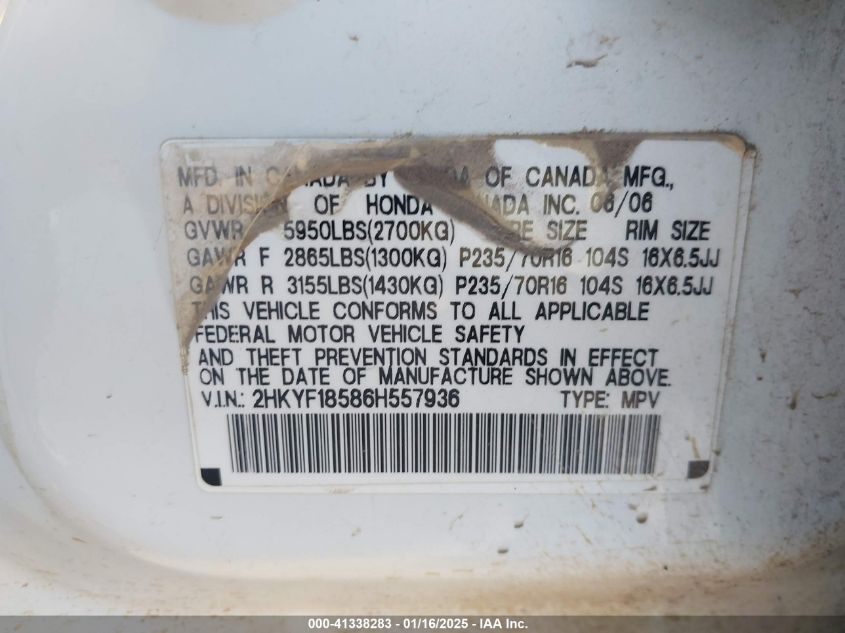 MFD IN CANADA BY HONDA OF CANADA MFG.,
A DIVISION OF HONDA CANADA INC. 06/06
GVWR 5950LBS(2700KG) TIRE SIZE RIM SIZE
GAWR F 2865LBS(1300KG) P235/70R16 104S 16X6.5JJ
GAWR R 3155LBS(1430KG) P235/70R16 104S 16X6.5JJ
THIS VEHICLE CONFORMS TO ALL APPLICABLE
FEDERAL MOTOR VEHICLE SAFETY
AND THEFT PREVENTION STANDARDS IN EFFECT
ON THE DATE OF MANUFACTURE SHOWN ABOVE.
V.I.N.: 2HKYF18586H557936 TYPE: MPV
000-41338283 - 01/16/2025 - IAA Inc.